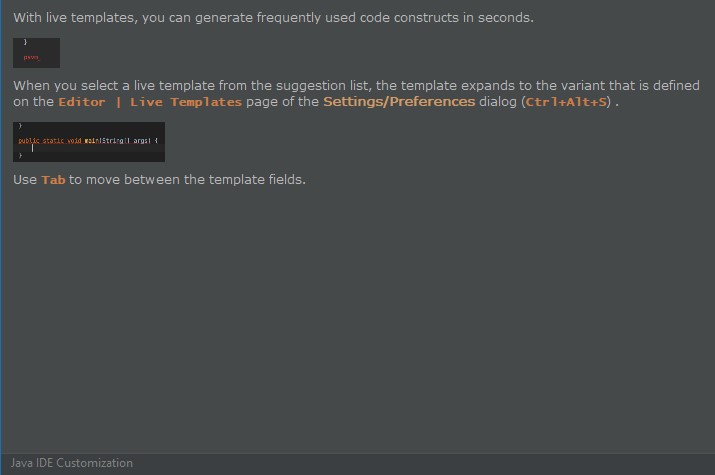 With live templates, you can generate frequently used code constructs in seconds.
}
psvm
When you select a live template from the suggestion list, the template expands to the variant that is defined
on the Editor | Live Templates page of the Settings/Preferences dialog (Ctrl+Alt+S) .
}
public static void main(String[] args) {
}
Use Tab to move between the template fields.
Java IDE Customization